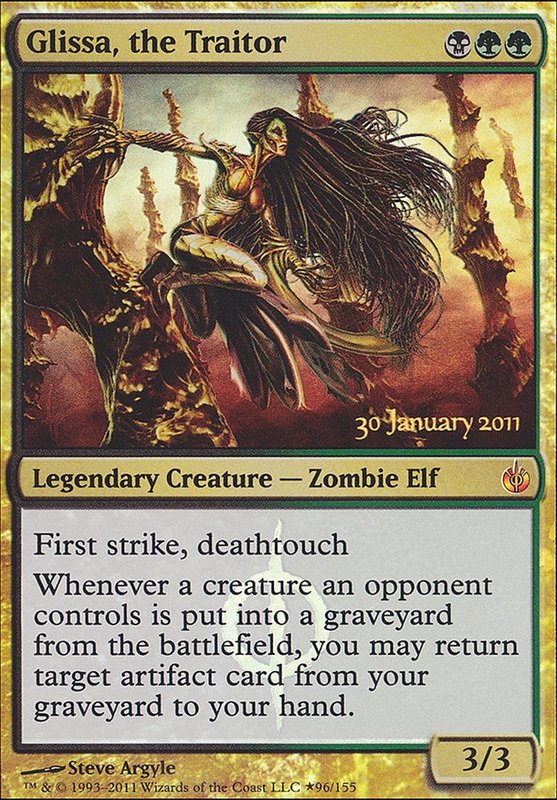 Glissa, the Traitor
30 January 2011
Legendary Creature — Zombie Elf
First strike, deathtouch
Whenever a creature an opponent
controls is put into a graveyard
from the battlefield, you may return
target artifact card from your
graveyard to your hand.
3/3
Steve Argyle
™ & © 1993–2011 Wizards of the Coast LLC ★96/155